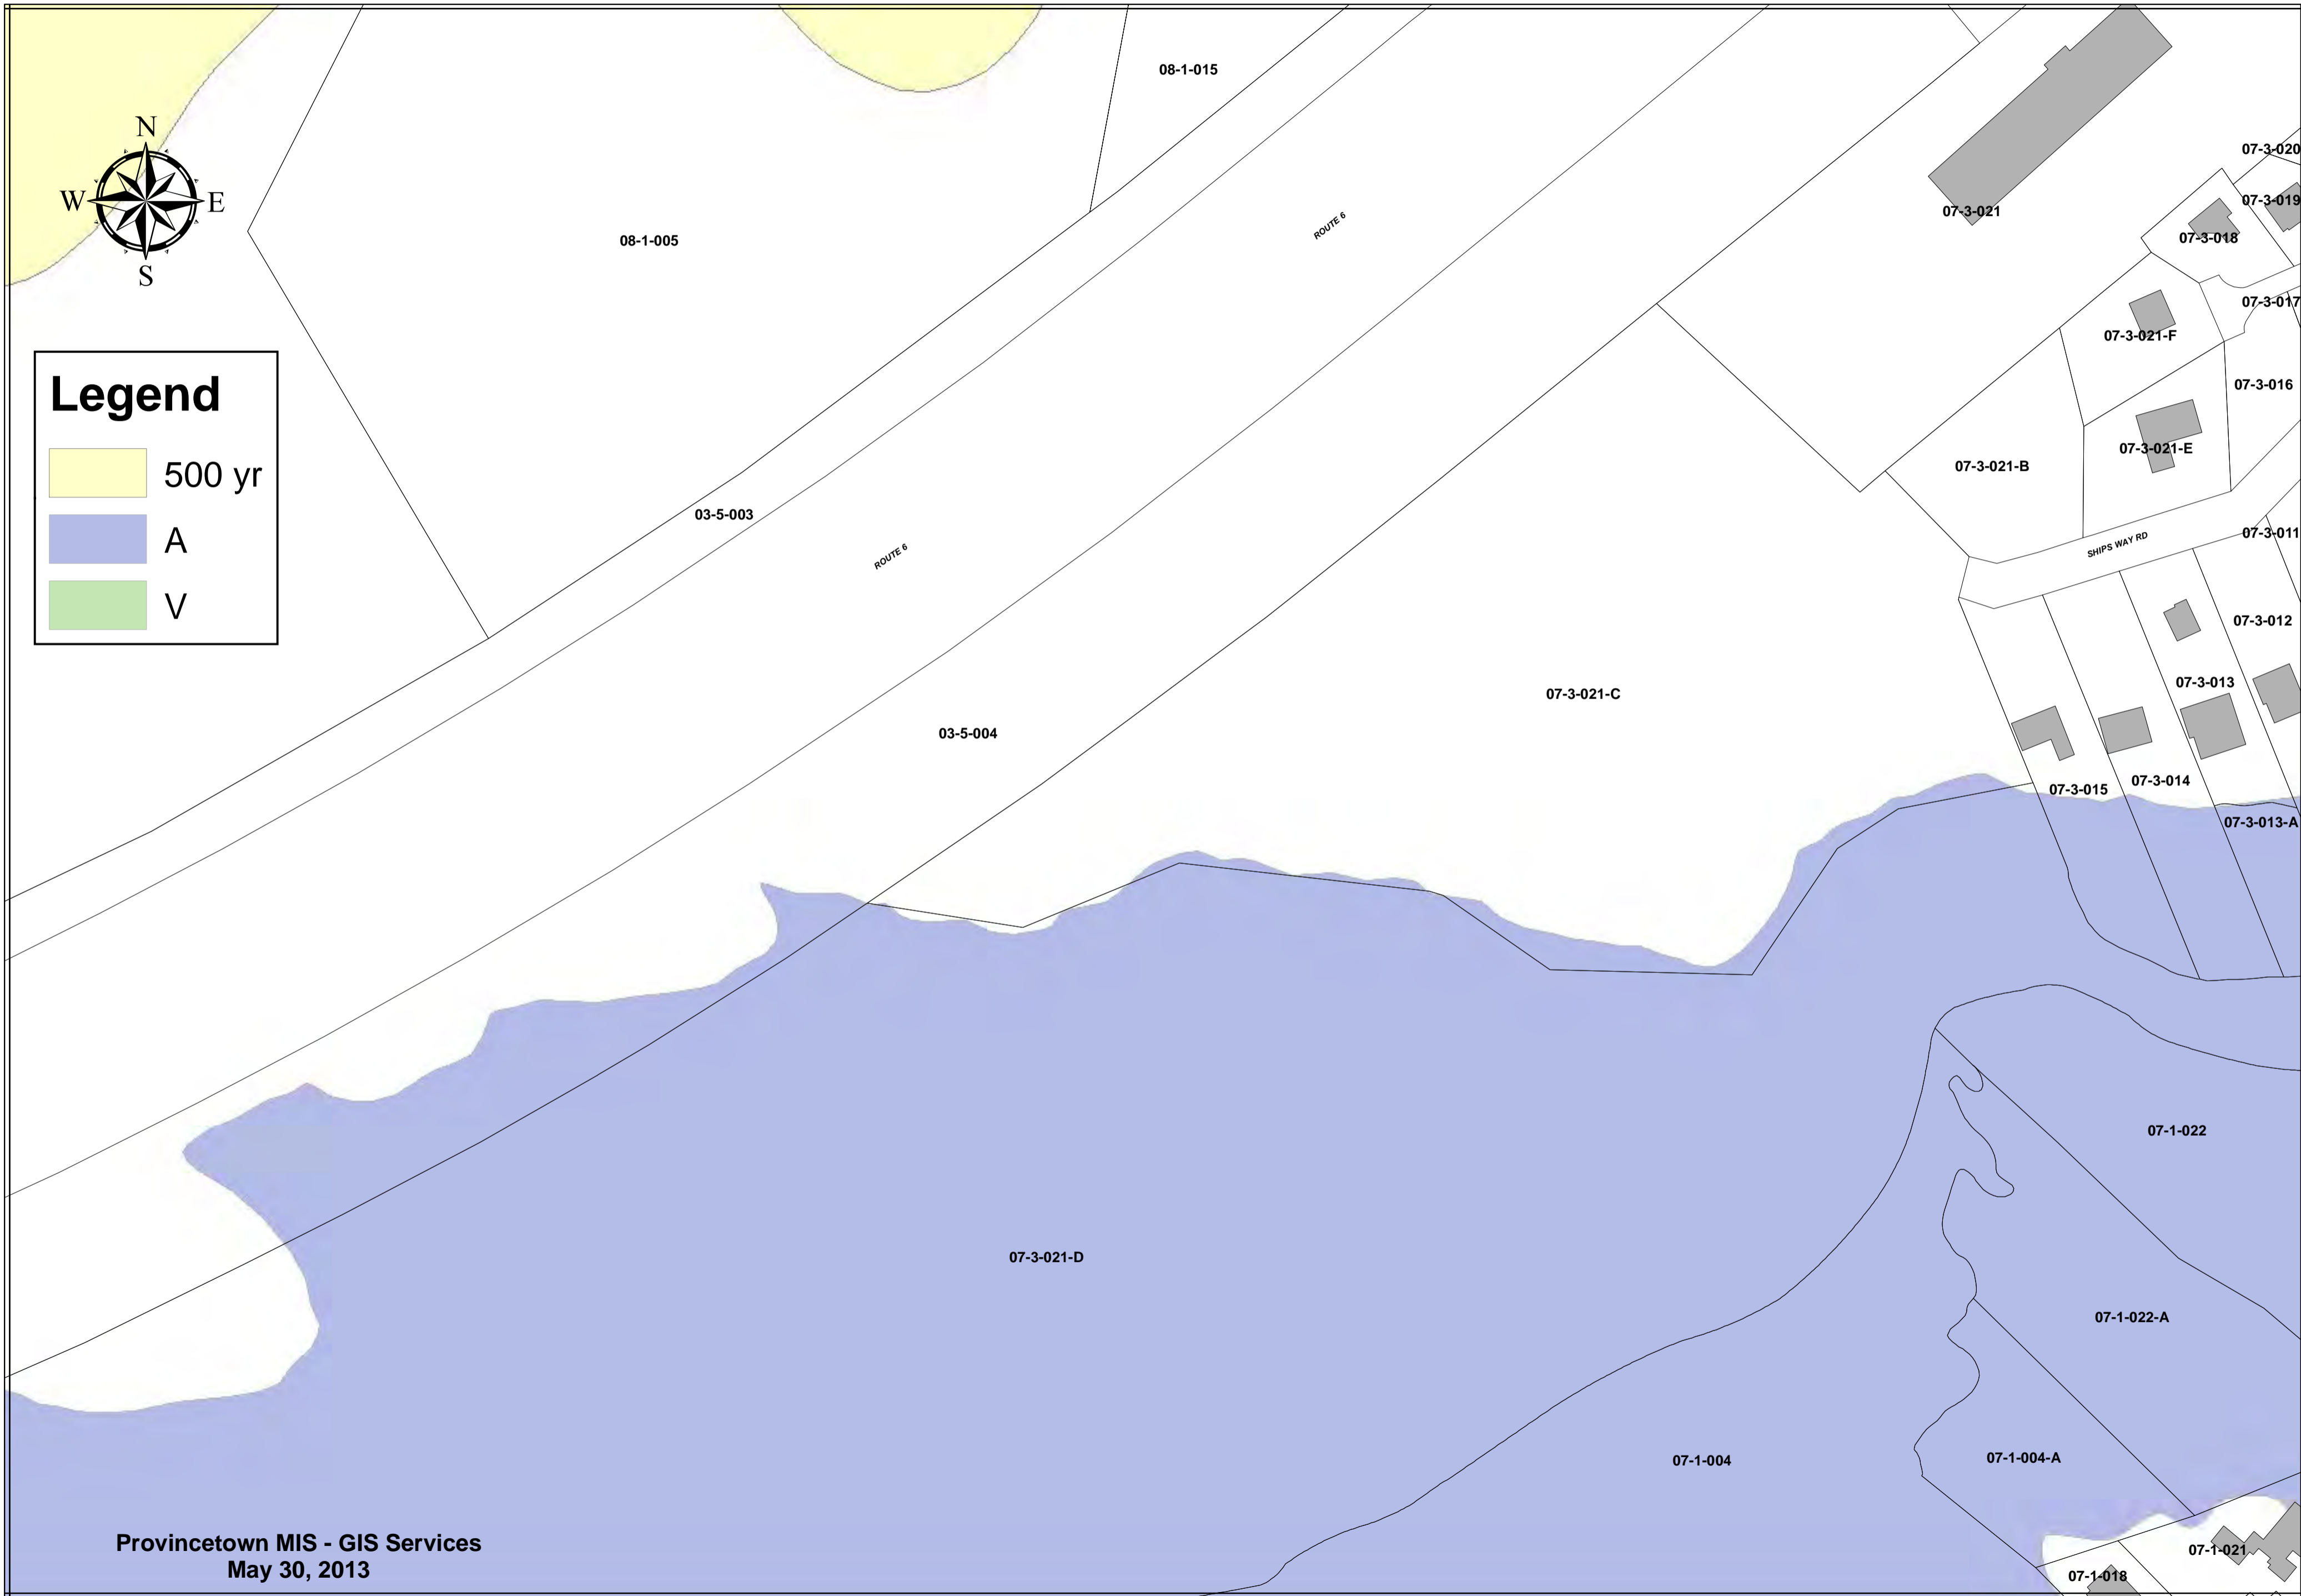 08-1-015
N
W
E
S
08-1-005
ROUTE 6
07-3-020
07-3-019
07-3-021
07-3-018
07-3-017
07-3-021-F
07-3-016
Legend
500 yr
A
V
07-3-021-E
07-3-021-B
03-5-003
ROUTE 6
SHIPS WAY RD
07-3-011
07-3-012
07-3-013
07-3-021-C
03-5-004
07-3-014
07-3-015
07-3-013-A
07-1-022
07-3-021-D
07-1-022-A
07-1-004
07-1-004-A
Provincetown MIS - GIS Services
May 30, 2013
07-1-021
07-1-018